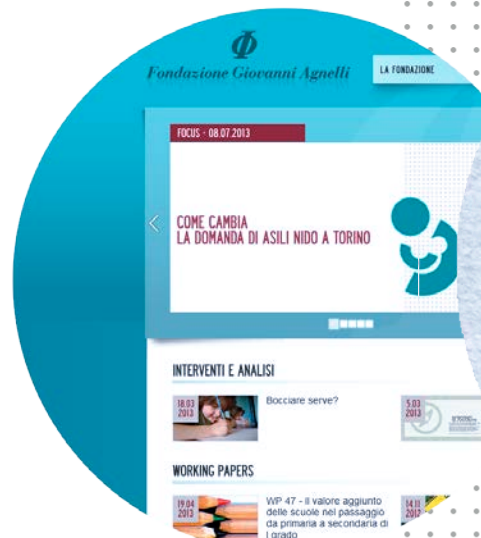 Fondazione Giovanni Agnelli
LA FONDAZIONE
FOCUS - 08.07.2013
COME CAMBIA
LA DOMANDA DI ASILI NIDO A TORINO
INTERVENTI E ANALISI
18.03
2013
Bocciare serve?
5.03
2013
WORKING PAPERS
19.04
2013
WP 47 - Il valore aggiunto
delle scuole nel passaggio
da primaria a secondaria di
I grado
14.11